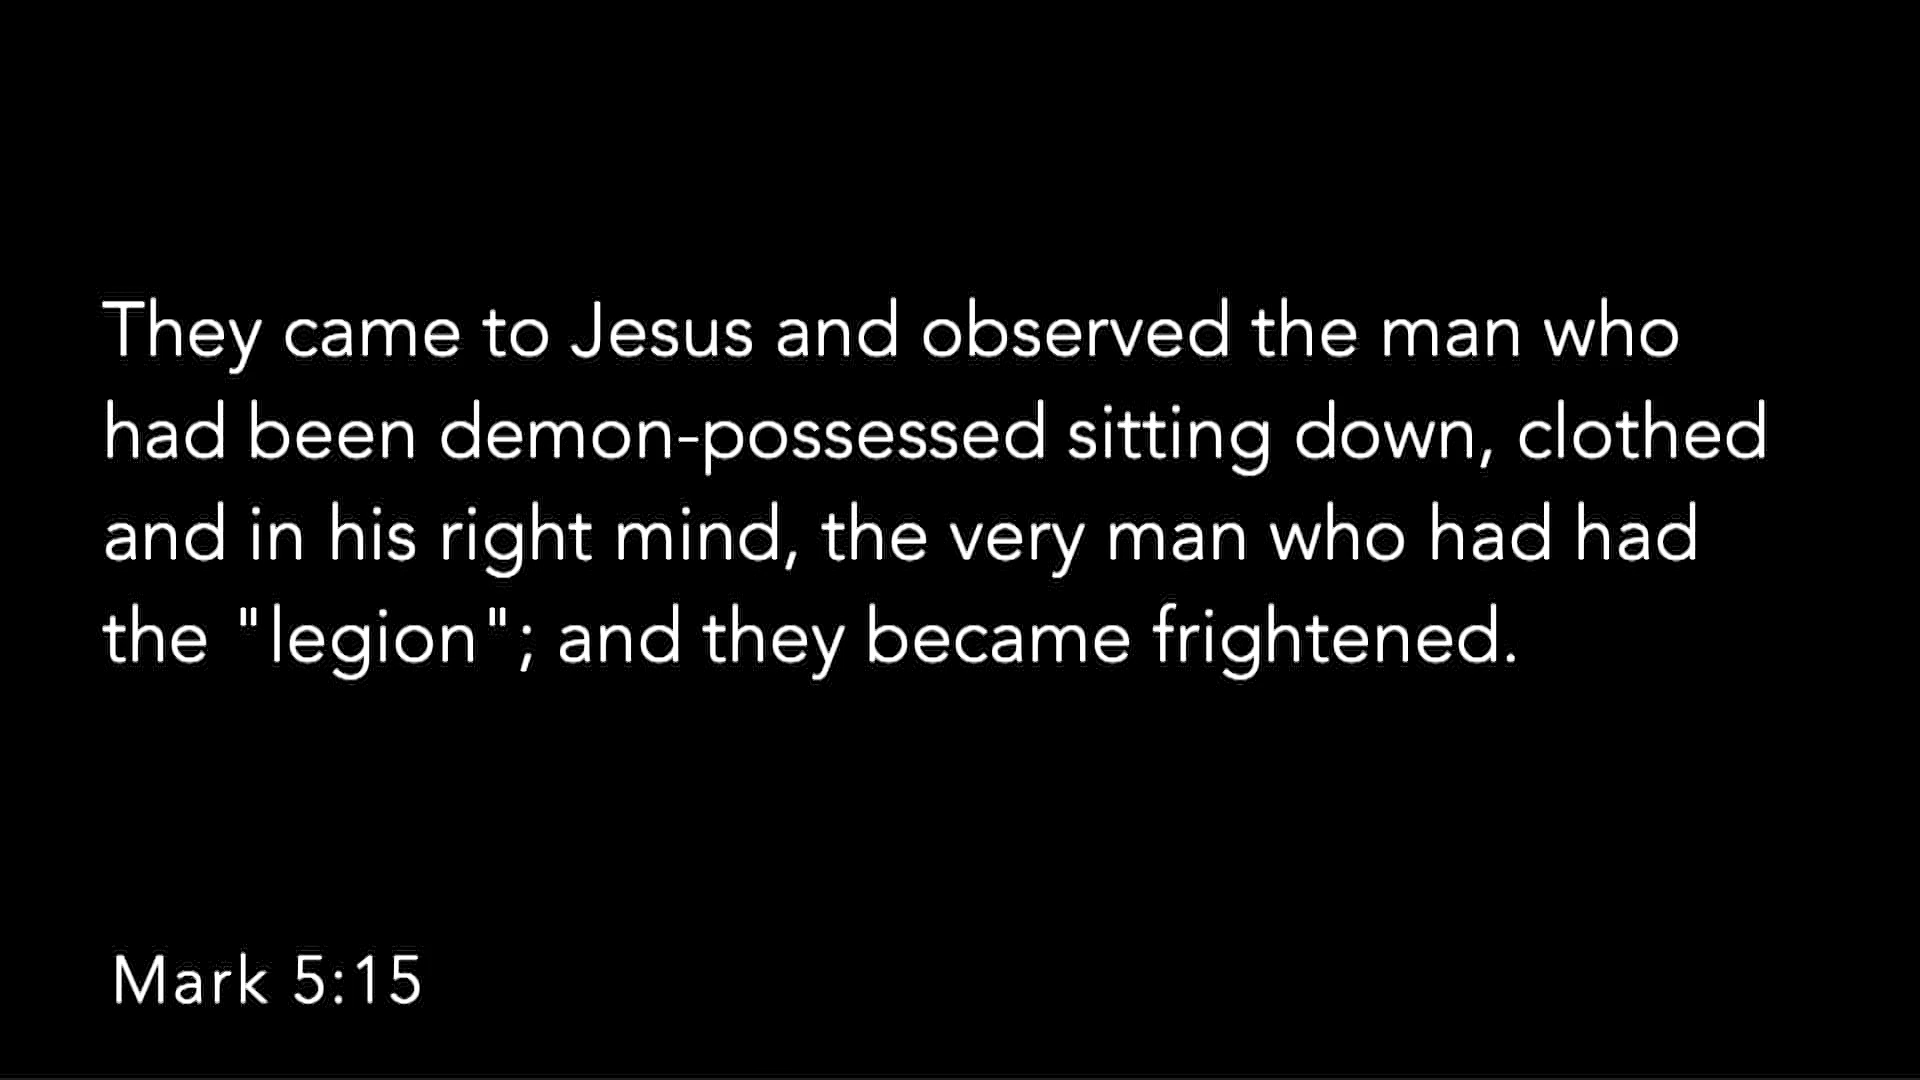 They came to Jesus and observed the man who
had been demon-possessed sitting down, clothed
and in his right mind, the very man who had had
the "legion"; and they became frightened.
Mark 5:15